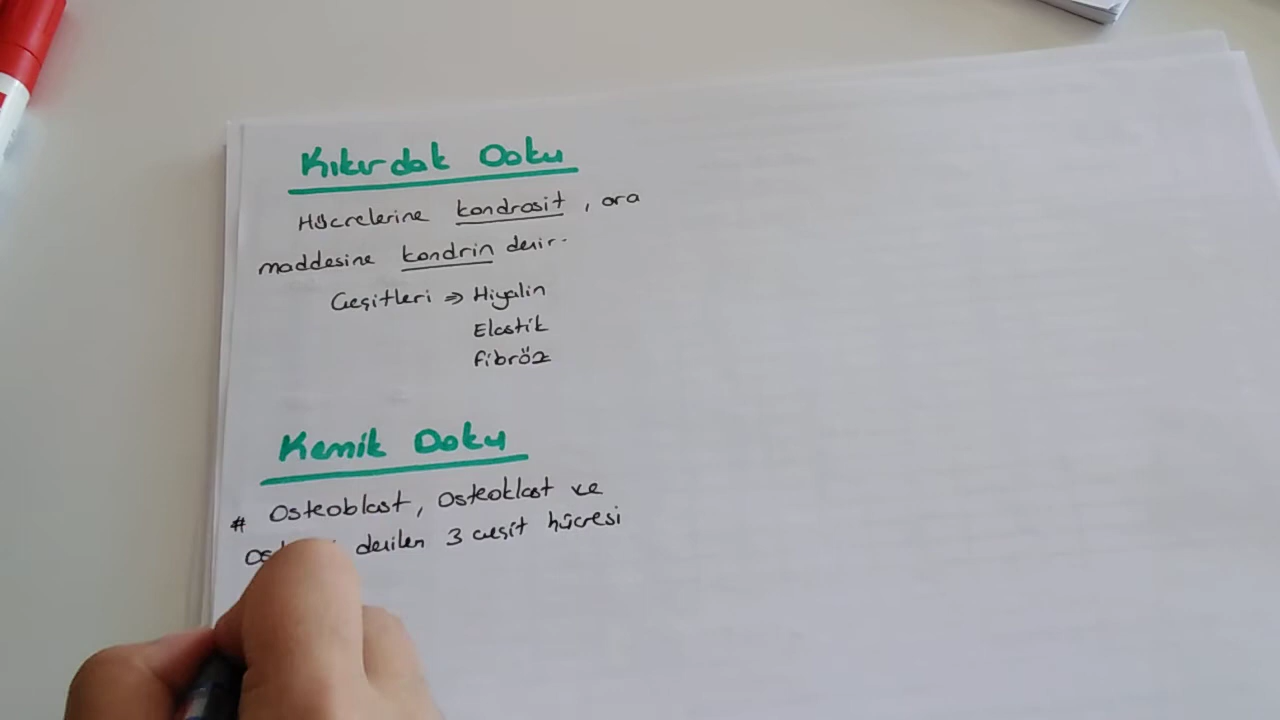 Kıkırdak Doku
Hücrelerine kondrosit, ara
maddesine kondrin denir.
Çeşitleri ⇒ Hiyalin
Elastik
Fibröz
Kemik Doku
# Osteoblast, Osteoklast ve
denilen 3 çeşit hücresi